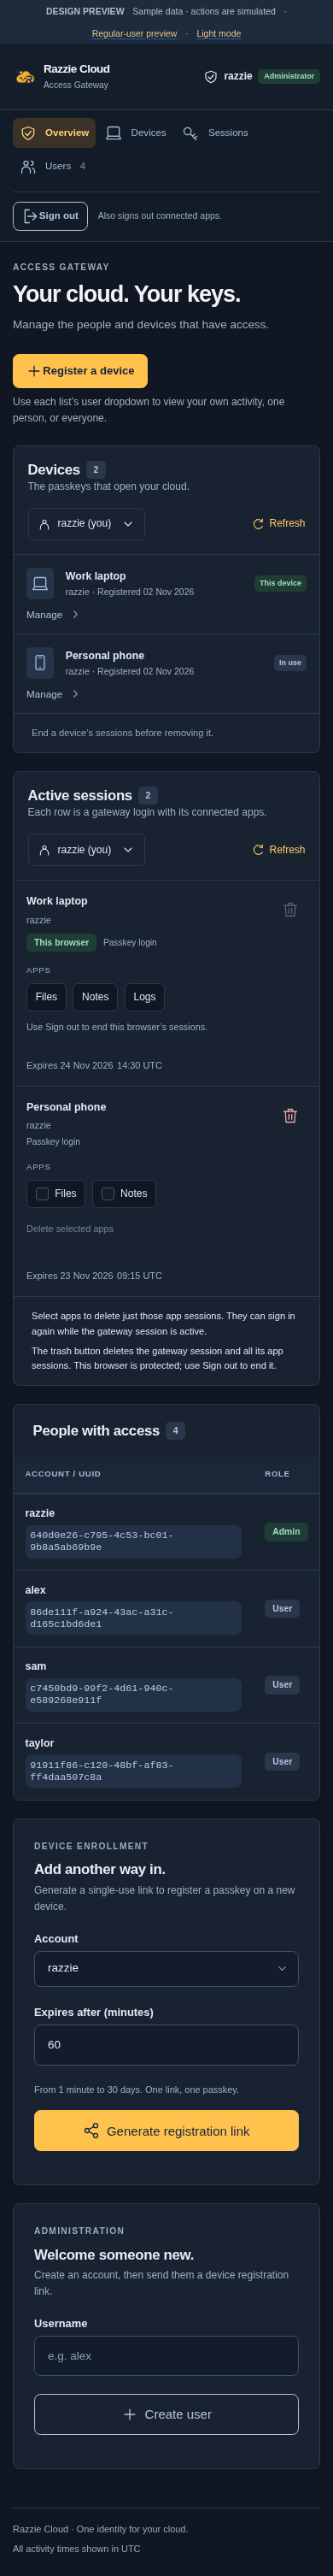 DESIGN PREVIEW Sample data · actions are simulated ·
Regular-user preview · Light mode
Razzie Cloud
Access Gateway
razzie Administrator
Overview Devices Sessions
Users 4
Sign out Also signs out connected apps.
ACCESS GATEWAY
Your cloud. Your keys.
Manage the people and devices that have access.
Register a device
Use each list's user dropdown to view your own activity, one
person, or everyone.
Devices 2
The passkeys that open your cloud.
razzie (you) Refresh
Work laptop
razzie · Registered 02 Nov 2026
This device
Manage
Personal phone
razzie · Registered 02 Nov 2026
In use
Manage
End a device's sessions before removing it.
Active sessions 2
Each row is a gateway login with its connected apps.
razzie (you) Refresh
Work laptop
razzie
This browser Passkey login
APPS
Files Notes Logs
Use Sign out to end this browser's sessions.
Expires 24 Nov 2026 14:30 UTC
Personal phone
razzie
Passkey login
APPS
Files Notes
Delete selected apps
Expires 23 Nov 2026 09:15 UTC
Select apps to delete just those app sessions. They can sign in
again while the gateway session is active.
The trash button deletes the gateway session and all its app
sessions. This browser is protected; use Sign out to end it.
People with access 4
ACCOUNT / UUID ROLE
razzie
640d0e26-c795-4c53-bc01-
9b8a5ab69b9e
Admin
alex
86de111f-a924-43ac-a31c-
d165c1bd6de1
User
sam
c7450bd9-99f2-4d61-940c-
e589268e911f
User
taylor
91911f86-c120-48bf-af83-
ff4daa507c8a
User
DEVICE ENROLLMENT
Add another way in.
Generate a single-use link to register a passkey on a new
device.
Account
razzie
Expires after (minutes)
60
From 1 minute to 30 days. One link, one passkey.
Generate registration link
ADMINISTRATION
Welcome someone new.
Create an account, then send them a device registration
link.
Username
e.g. alex
Create user
Razzie Cloud · One identity for your cloud.
All activity times shown in UTC